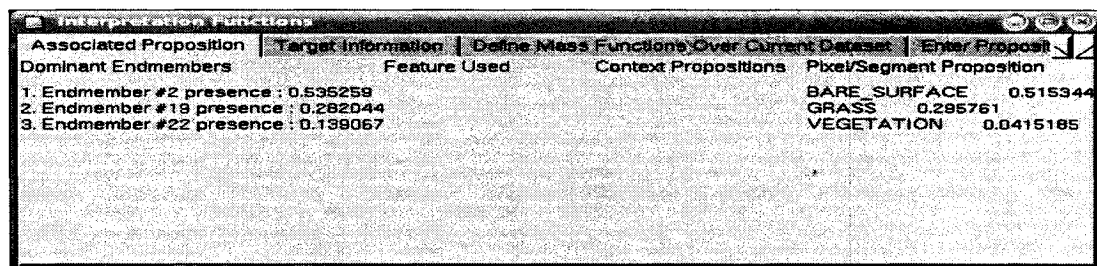 Interpretation Functions
Associated Proposition Target Information Define Mass Functions Over Current Dataset Enter Proposit
Dominant Endmembers Feature Used Context Propositions Pixel/Segment Proposition
1. Endmember #2 presence : 0.535259 BARE_SURFACE 0.515344
2. Endmember #19 presence : 0.282044 GRASS 0.295761
3. Endmember #22 presence : 0.139067 VEGETATION 0.0415185